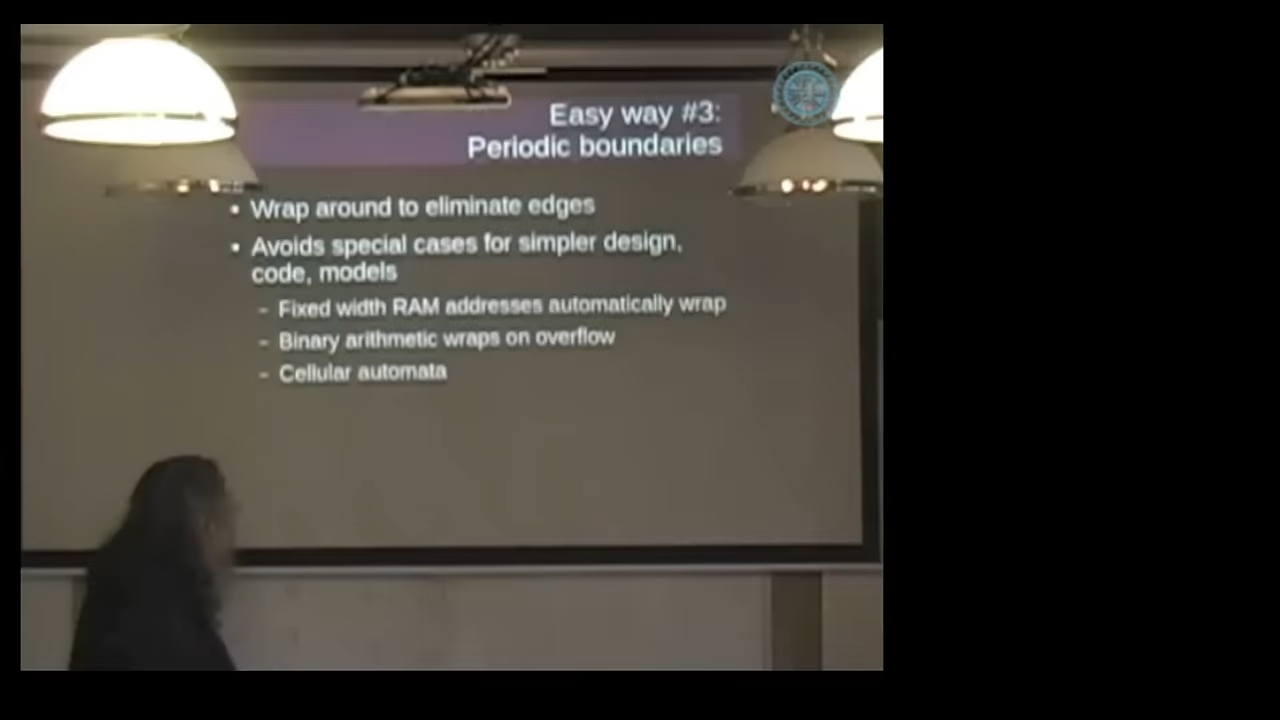 Easy way #3:
Periodic boundaries
• Wrap around to eliminate edges
• Avoids special cases for simpler design,
code, models
– Fixed width RAM addresses automatically wrap
– Binary arithmetic wraps on overflow
– Cellular automata